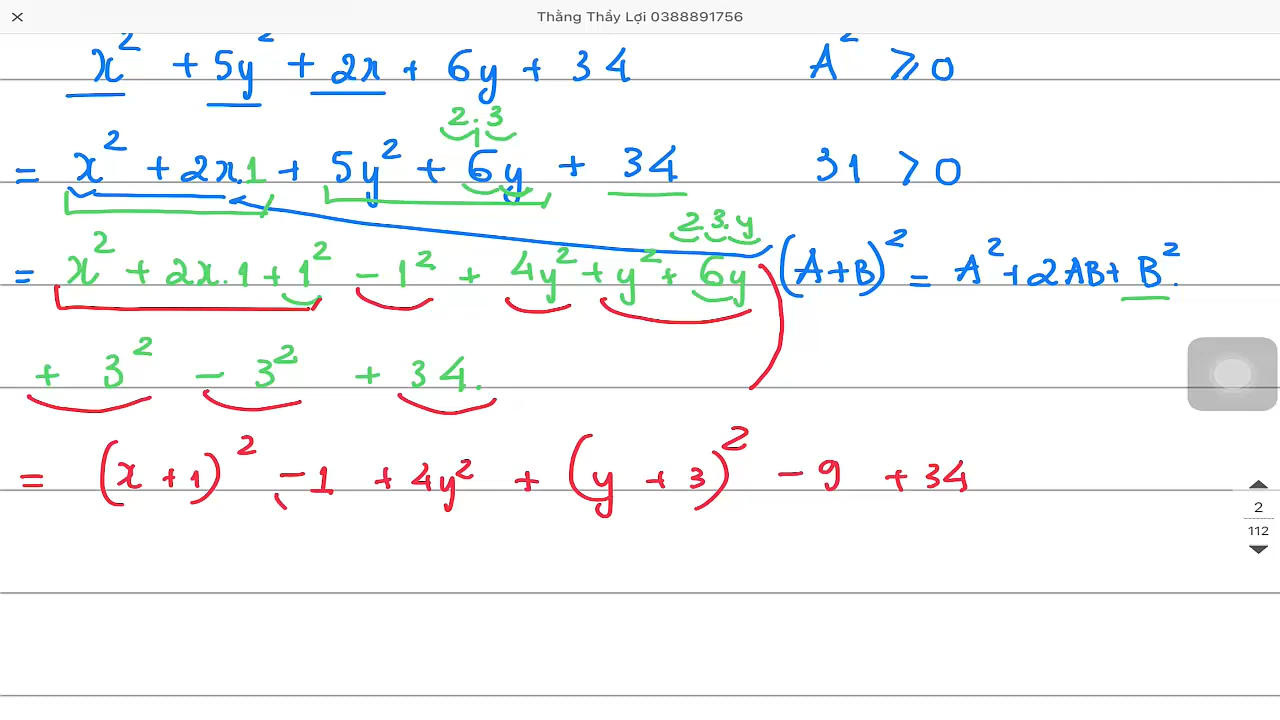 Thằng Thầy Lợi 0388891756
x² + 5y² + 2x + 6y + 34 A² ⩾ 0
2.3
= x² + 2x.1 + 5y² + 6y + 34 31 > 0
2.3.y
= x² + 2x.1 + 1² - 1² + 4y² + y² + 6y (A+B)² = A² + 2AB + B².
+ 3² - 3² + 34.
= (x + 1)² - 1 + 4y² + (y + 3)² - 9 + 34
2
112